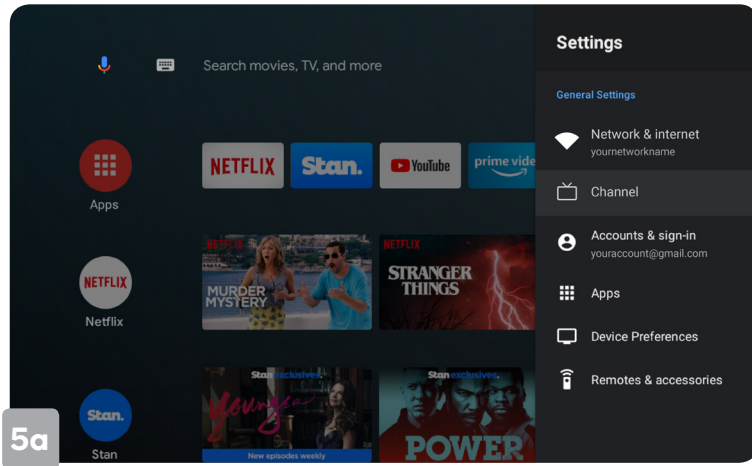 Search movies, TV, and more
Apps
NETFLIX
Stan.
YouTube
prime vide
NETFLIX
Netflix
NETFLIX
MURDER
MYSTERY
NETFLIX
STRANGER
THINGS
Stan.
Stan
Stan exclusives.
Younger
New episodes weekly
Stan exclusives.
POWER
Settings
General Settings
Network & internet
yournetworkname
Channel
Accounts & sign-in
youraccount@gmail.com
Apps
Device Preferences
Remotes & accessories
5a